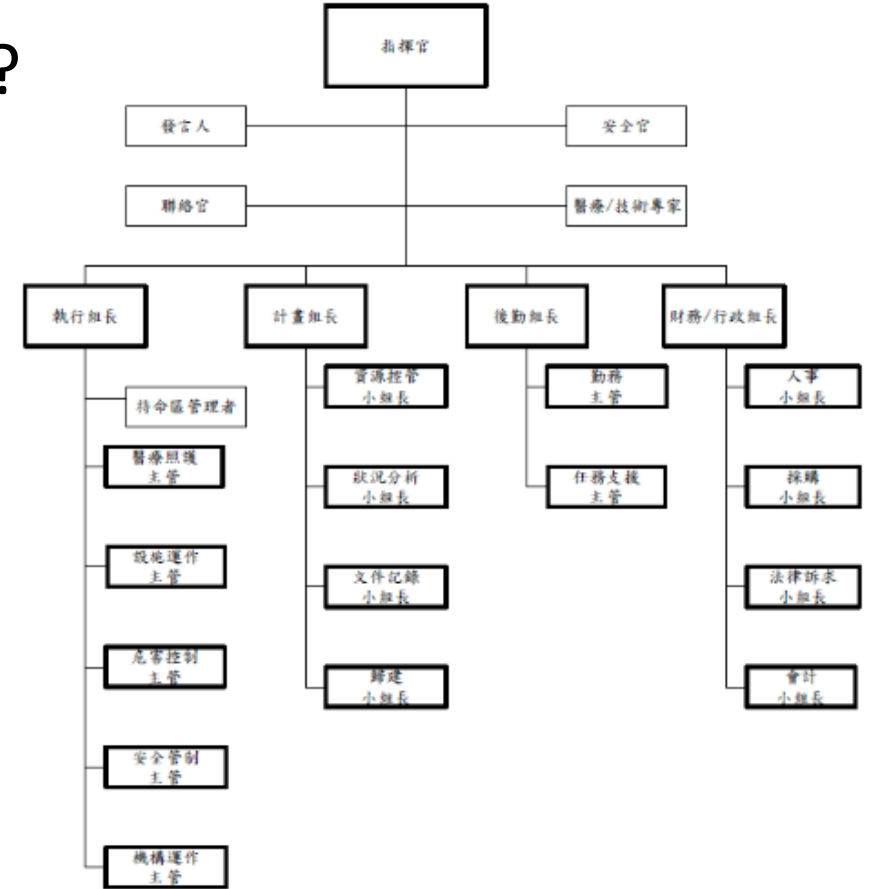 ?
指揮官
發言人
安全官
聯絡官
醫療/技術專家
執行組長
計畫組長
後勤組長
財務/行政組長
待命區管理者
醫療照護
主管
設施運作
主管
危害控制
主管
安全管制
主管
機構運作
主管
資源控管
小組長
狀況分析
小組長
文件記錄
小組長
歸建
小組長
勤務
主管
任務支援
主管
人事
小組長
採購
小組長
法律訴求
小組長
會計
小組長